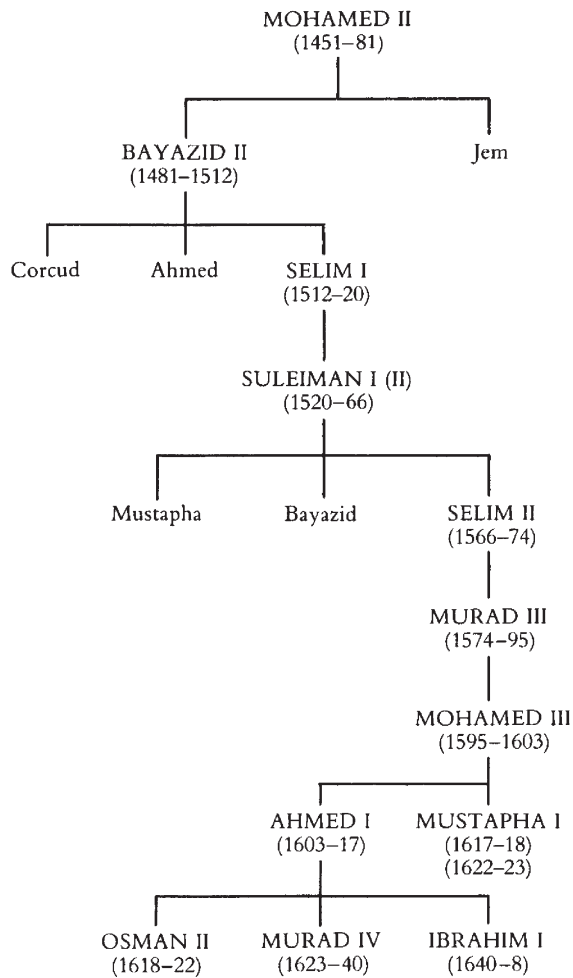 MOHAMED II
(1451–81)
BAYAZID II
(1481–1512)
Jem
Corcud
Ahmed
SELIM I
(1512–20)
SULEIMAN I (II)
(1520–66)
Mustapha
Bayazid
SELIM II
(1566–74)
MURAD III
(1574–95)
MOHAMED III
(1595–1603)
AHMED I
(1603–17)
MUSTAPHA I
(1617–18)
(1622–23)
OSMAN II
(1618–22)
MURAD IV
(1623–40)
IBRAHIM I
(1640–8)